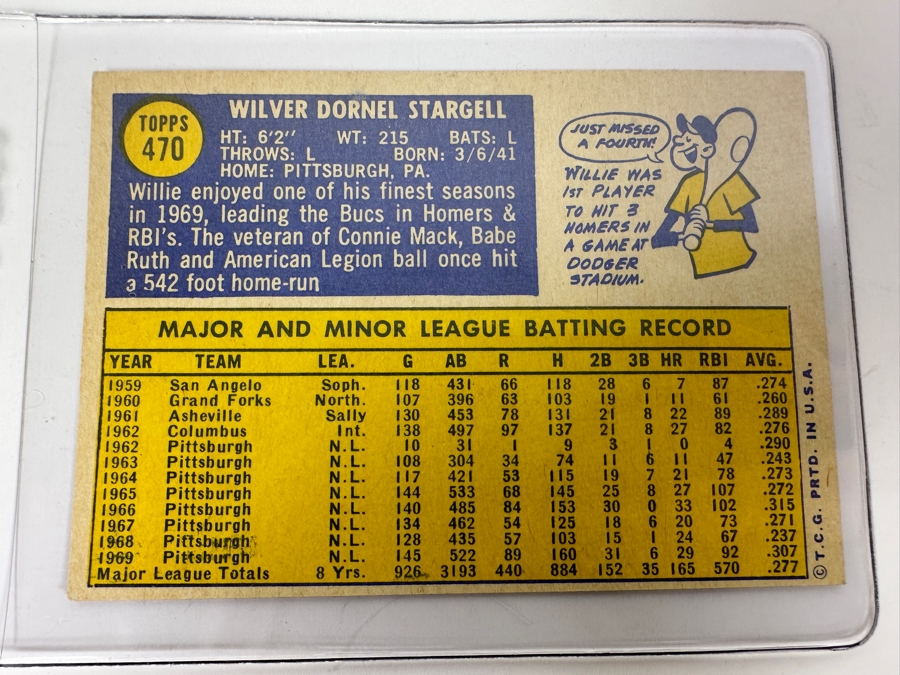 TOPPS
470
WILVER DORNEL STARGELL
HT: 6'2" WT: 215 BATS: L
THROWS: L BORN: 3/6/41
HOME: PITTSBURGH, PA.
Willie enjoyed one of his finest seasons
in 1969, leading the Bucs in Homers &
RBI's. The veteran of Connie Mack, Babe
Ruth and American Legion ball once hit
a 542 foot home-run
JUST MISSED
A FOURTH!
WILLIE WAS
1ST PLAYER
TO HIT 3
HOMERS IN
A GAME AT
DODGER
STADIUM.
MAJOR AND MINOR LEAGUE BATTING RECORD
YEAR TEAM LEA. G AB R H 2B 3B HR RBI AVG.
1959 San Angelo Soph. 118 431 66 118 28 6 7 87 .274
1960 Grand Forks North. 107 396 63 103 19 1 11 61 .260
1961 Asheville Sally 130 453 78 131 21 8 22 89 .289
1962 Columbus Int. 138 497 97 137 21 8 27 82 .276
1962 Pittsburgh N.L. 10 31 1 9 3 1 0 4 .290
1963 Pittsburgh N.L. 108 304 34 74 11 6 11 47 .243
1964 Pittsburgh N.L. 117 421 53 115 19 7 21 78 .273
1965 Pittsburgh N.L. 144 533 68 145 25 8 27 107 .272
1966 Pittsburgh N.L. 140 485 84 153 30 0 33 102 .315
1967 Pittsburgh N.L. 134 462 54 125 18 6 20 73 .271
1968 Pittsburgh N.L. 128 435 57 103 15 1 24 67 .237
1969 Pittsburgh N.L. 145 522 89 160 31 6 29 92 .307
Major League Totals 8 Yrs. 926 3193 440 884 152 35 165 570 .277
© T.C.G. PRTD. IN U.S.A.